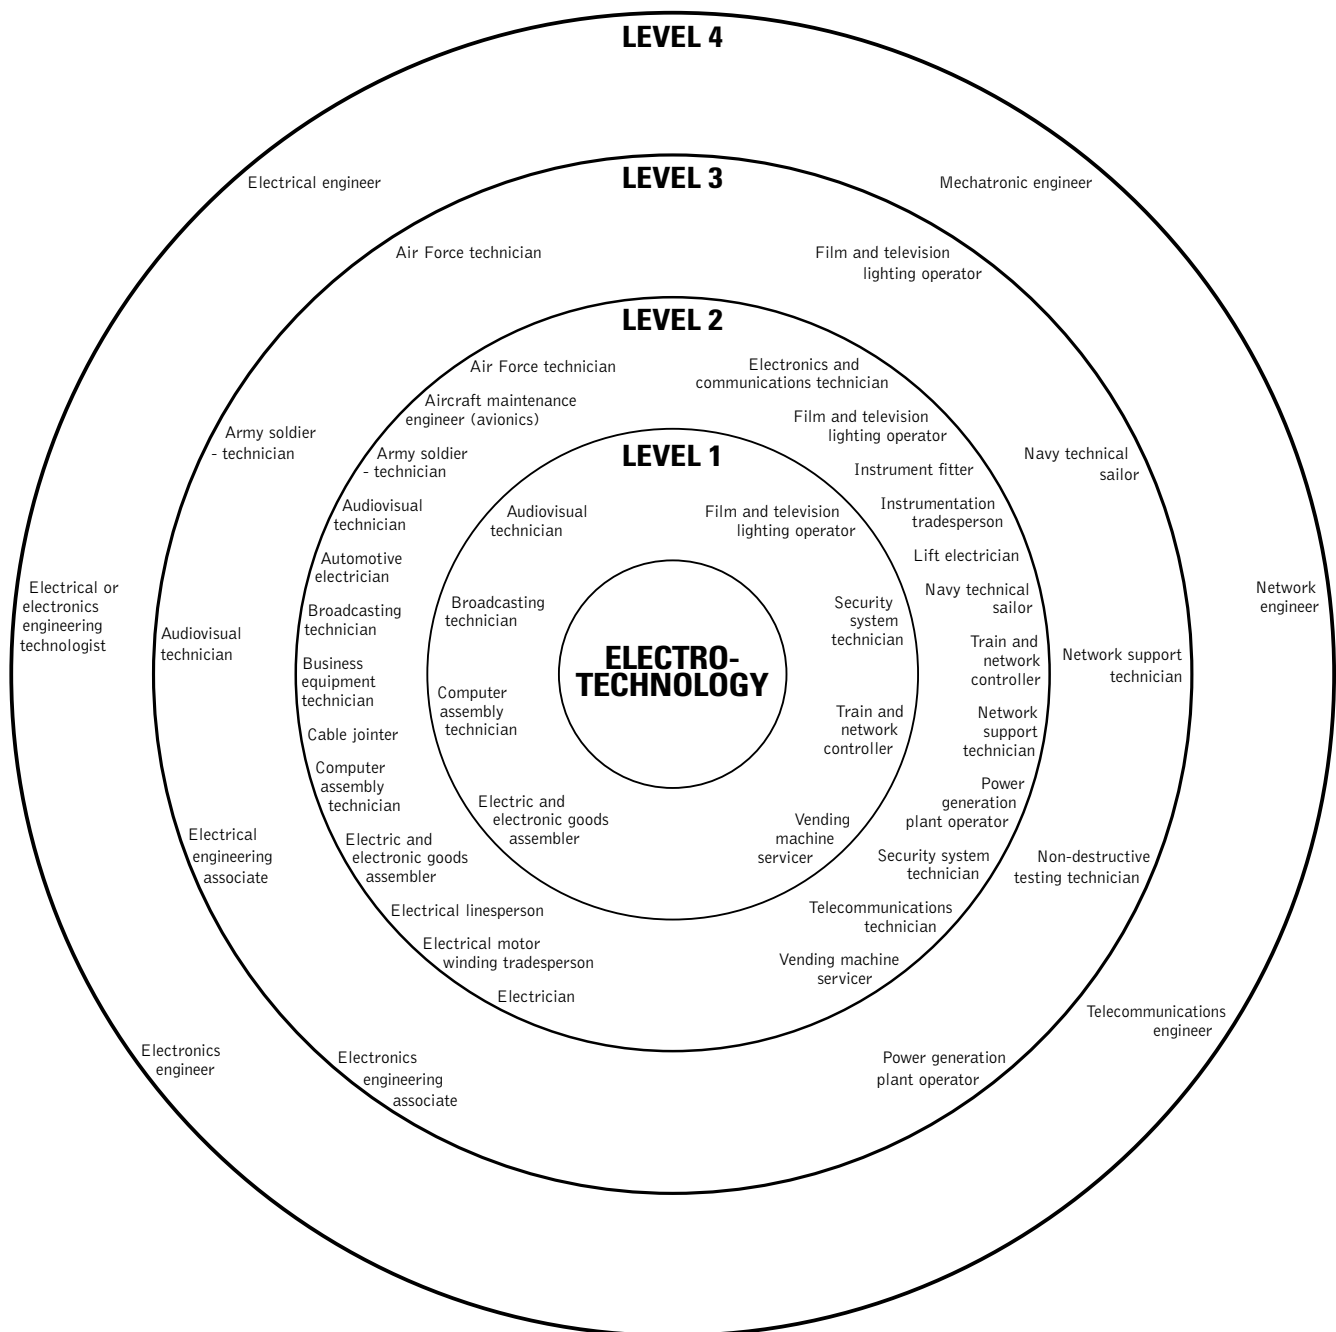 LEVEL 4
Electrical engineer
Mechatronic engineer
Electrical or
electronics
engineering
technologist
Network
engineer
Electronics
engineer
Telecommunications
engineer
LEVEL 3
Air Force technician
Film and television
lighting operator
Army soldier
- technician
Navy technical
sailor
Audiovisual
technician
Network support
technician
Electrical
engineering
associate
Non-destructive
testing technician
Electronics
engineering
associate
Power generation
plant operator
LEVEL 2
Air Force technician
Aircraft maintenance
engineer (avionics)
Army soldier
- technician
Audiovisual
technician
Automotive
electrician
Broadcasting
technician
Business
equipment
technician
Cable jointer
Computer
assembly
technician
Electric and
electronic goods
assembler
Electrical linesperson
Electrical motor
winding tradesperson
Electrician
Electronics and
communications technician
Film and television
lighting operator
Instrument fitter
Instrumentation
tradesperson
Lift electrician
Navy technical
sailor
Train and
network
controller
Network
support
technician
Power
generation
plant operator
Security system
technician
Telecommunications
technician
Vending machine
servicer
LEVEL 1
Audiovisual
technician
Broadcasting
technician
Computer
assembly
technician
Electric and
electronic goods
assembler
Film and television
lighting operator
Security
system
technician
Train and
network
controller
Vending
machine
servicer
ELECTRO-
TECHNOLOGY